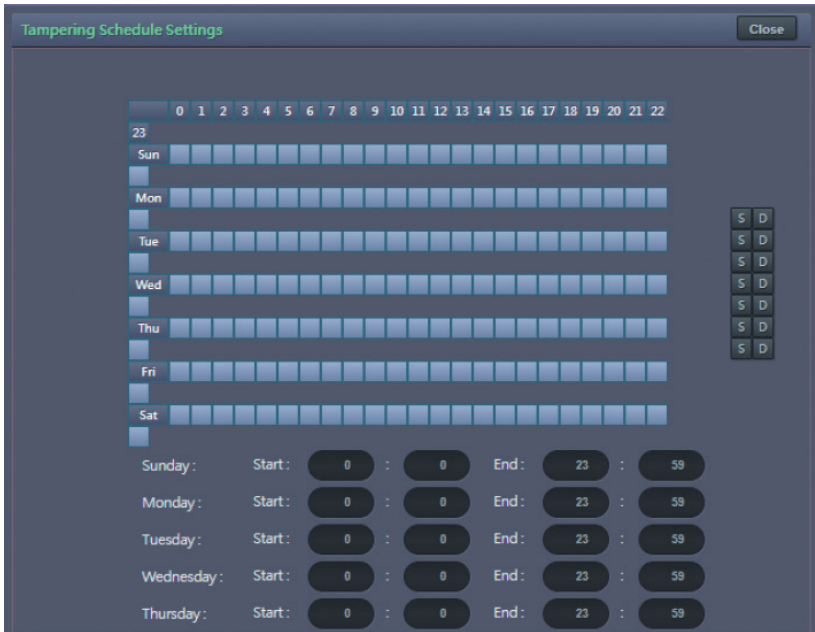 Tampering Schedule Settings Close
0 1 2 3 4 5 6 7 8 9 10 11 12 13 14 15 16 17 18 19 20 21 22
23
Sun
Mon
S D
Tue S D
S D
Wed S D
S D
Thu S D
S D
Fri
Sat
Sunday : Start : 0 : 0 End : 23 : 59
Monday : Start : 0 : 0 End : 23 : 59
Tuesday : Start : 0 : 0 End : 23 : 59
Wednesday : Start : 0 : 0 End : 23 : 59
Thursday : Start : 0 : 0 End : 23 : 59